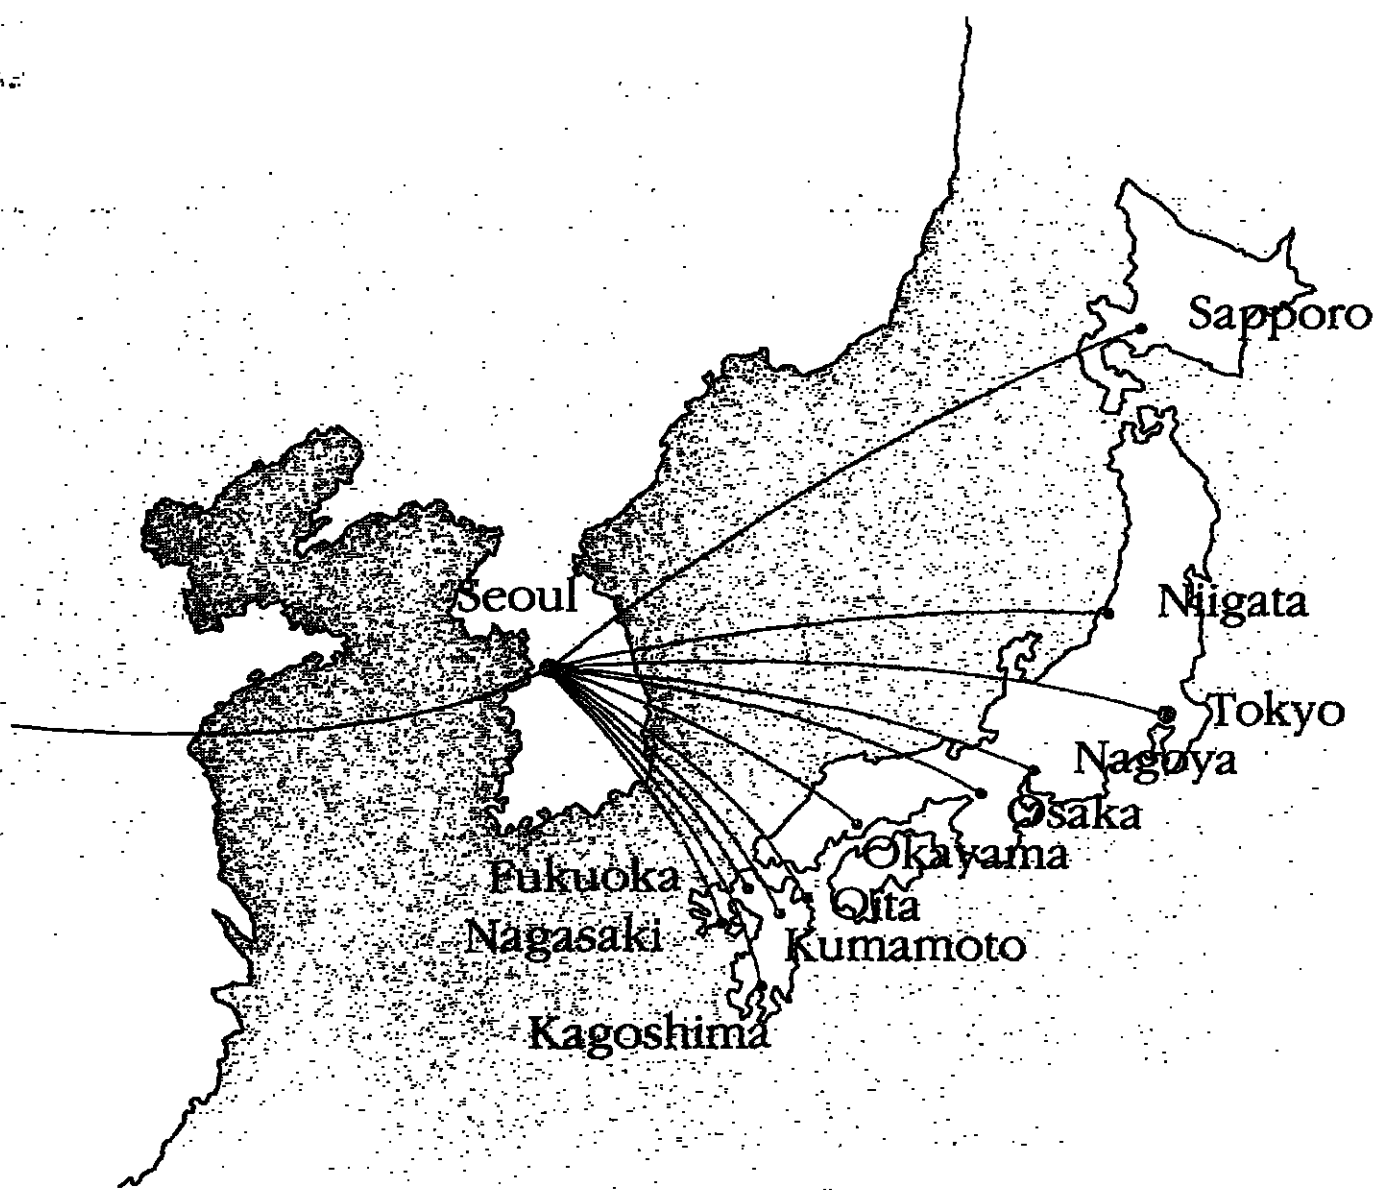 Sapporo
Seoul
Niigata
Tokyo
Nagoya
Osaka
Okayama
Fukuoka
Oita
Nagasaki
Kumamoto
Kagoshima